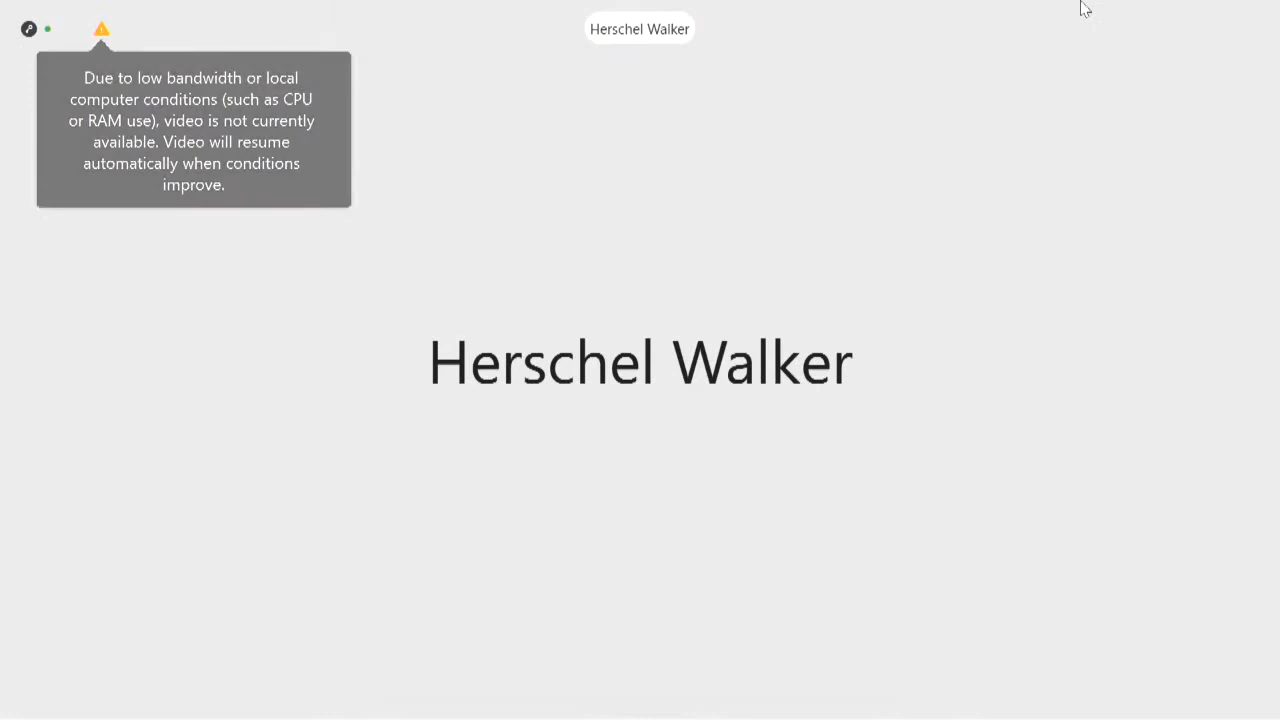 Herschel Walker
Due to low bandwidth or local
computer conditions (such as CPU
or RAM use), video is not currently
available. Video will resume
automatically when conditions
improve.
Herschel Walker